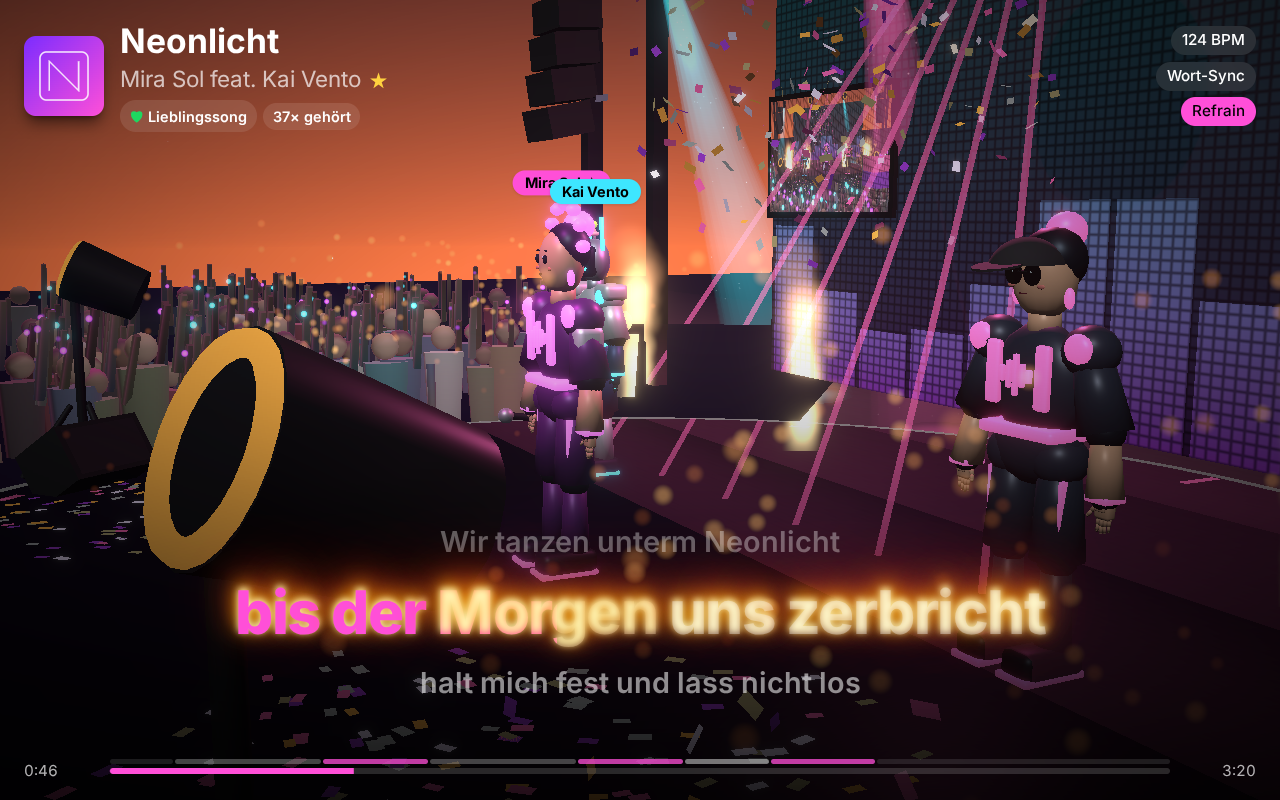 Neonlicht
Mira Sol feat. Kai Vento ⭐
Lieblingssong
37× gehört
124 BPM
Wort-Sync
Refrain
Mira
Kai Vento
Wir tanzen unterm Neonlicht
bis der Morgen uns zerbricht
halt mich fest und lass nicht los
0:46
3:20